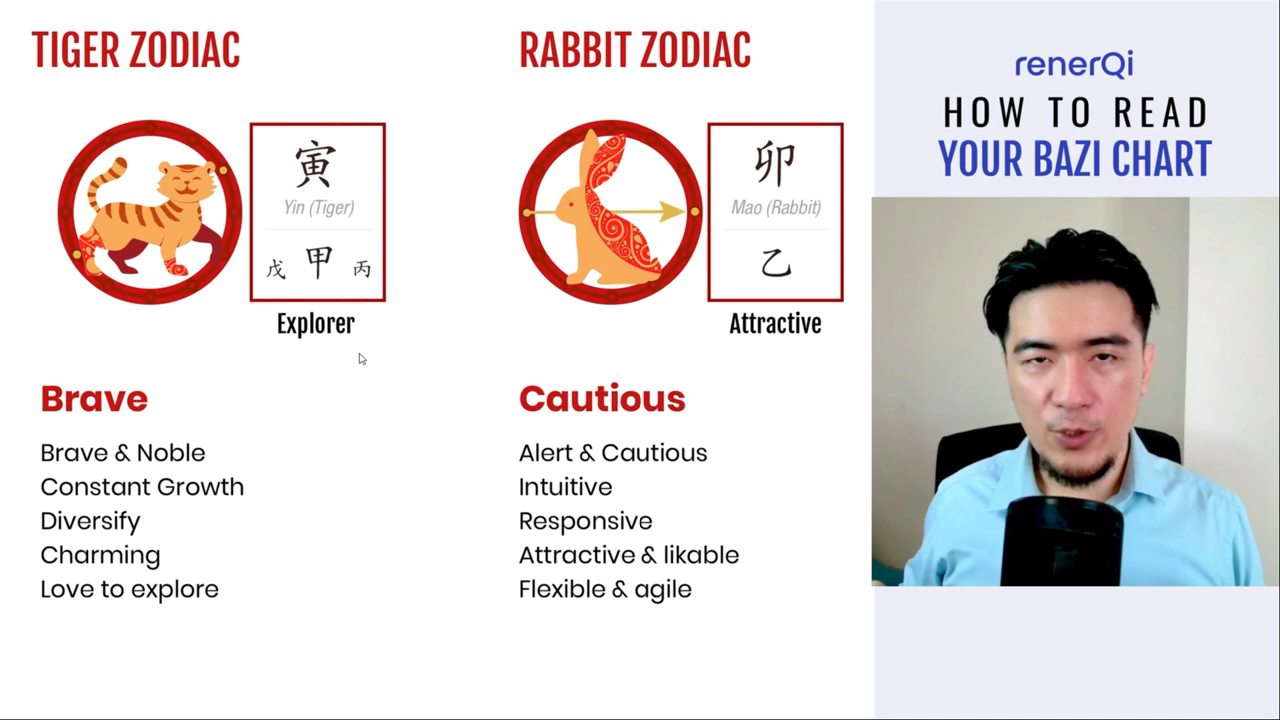 TIGER ZODIAC
寅
Yin (Tiger)
戊 甲 丙
Explorer
Brave
Brave & Noble
Constant Growth
Diversify
Charming
Love to explore
RABBIT ZODIAC
卯
Mao (Rabbit)
乙
Attractive
Cautious
Alert & Cautious
Intuitive
Responsive
Attractive & likable
Flexible & agile
renerQi
HOW TO READ
YOUR BAZI CHART